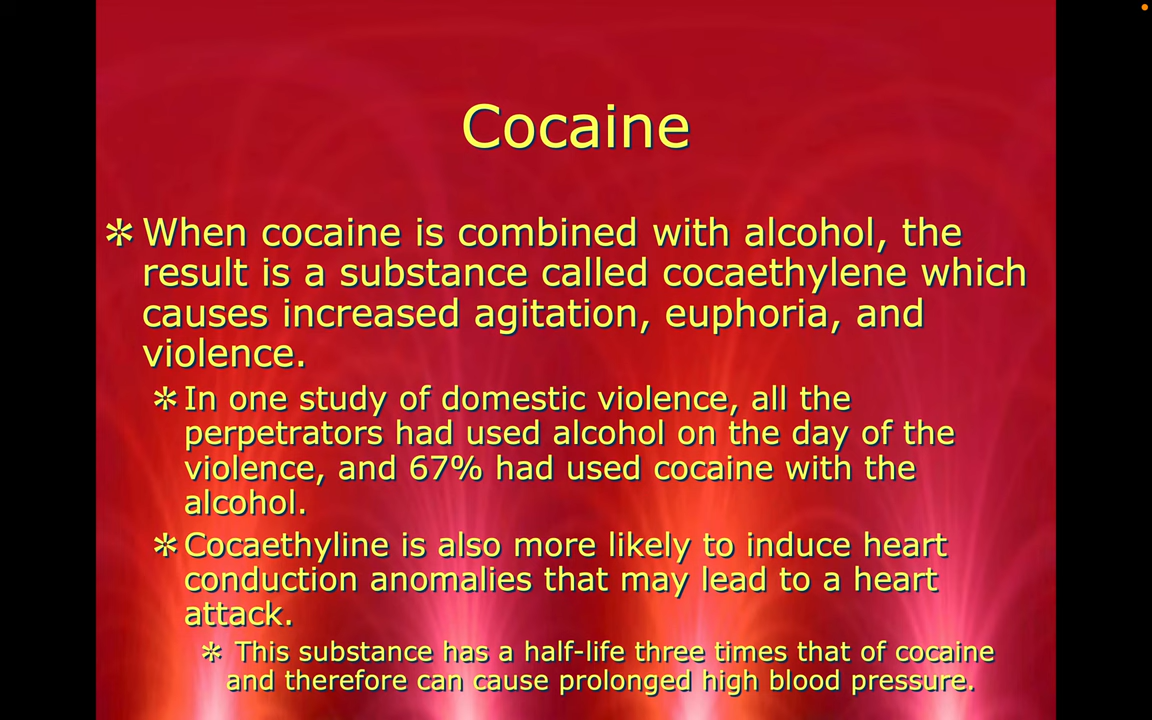 Cocaine
✲ When cocaine is combined with alcohol, the
result is a substance called cocaethylene which
causes increased agitation, euphoria, and
violence.
✲ In one study of domestic violence, all the
perpetrators had used alcohol on the day of the
violence, and 67% had used cocaine with the
alcohol.
✲ Cocaethyline is also more likely to induce heart
conduction anomalies that may lead to a heart
attack.
✲ This substance has a half-life three times that of cocaine
and therefore can cause prolonged high blood pressure.